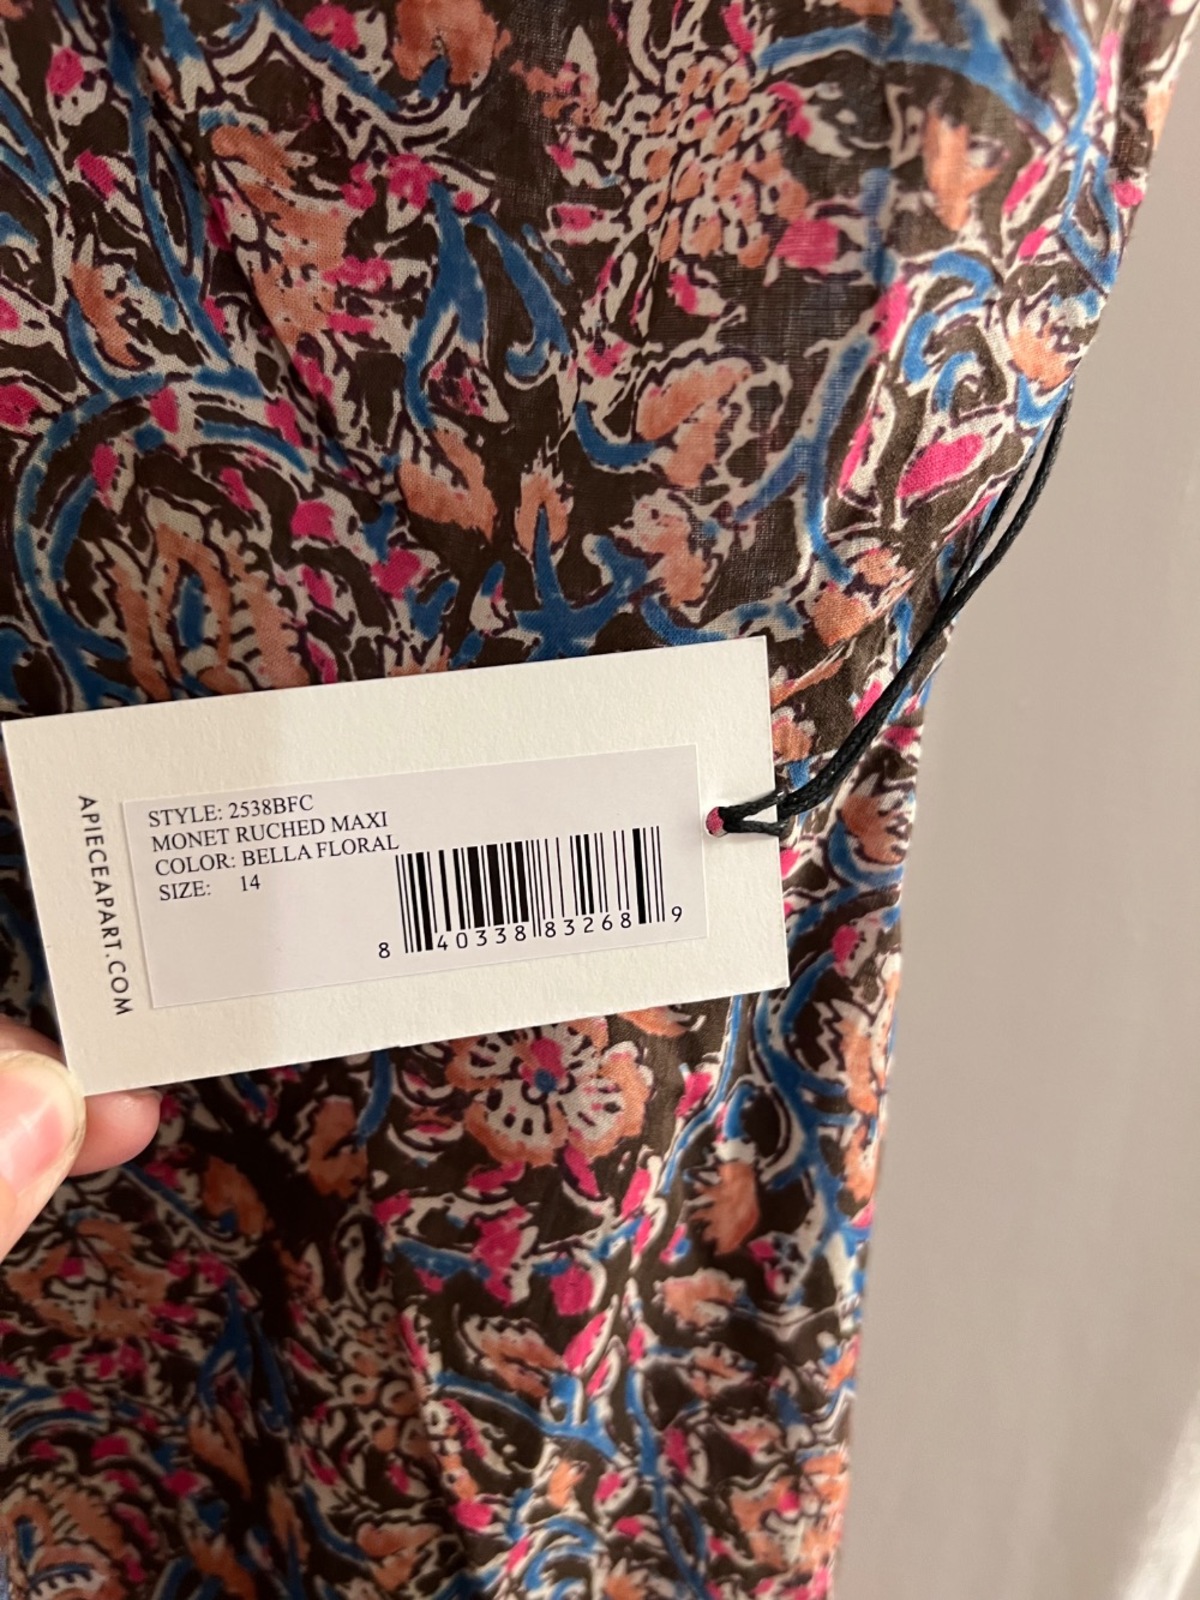 STYLE: 2538BFC
MONET RUCHED MAXI
COLOR: BELLA FLORAL
SIZE: 14
8 40338 83268 9
APIECEAPART.COM